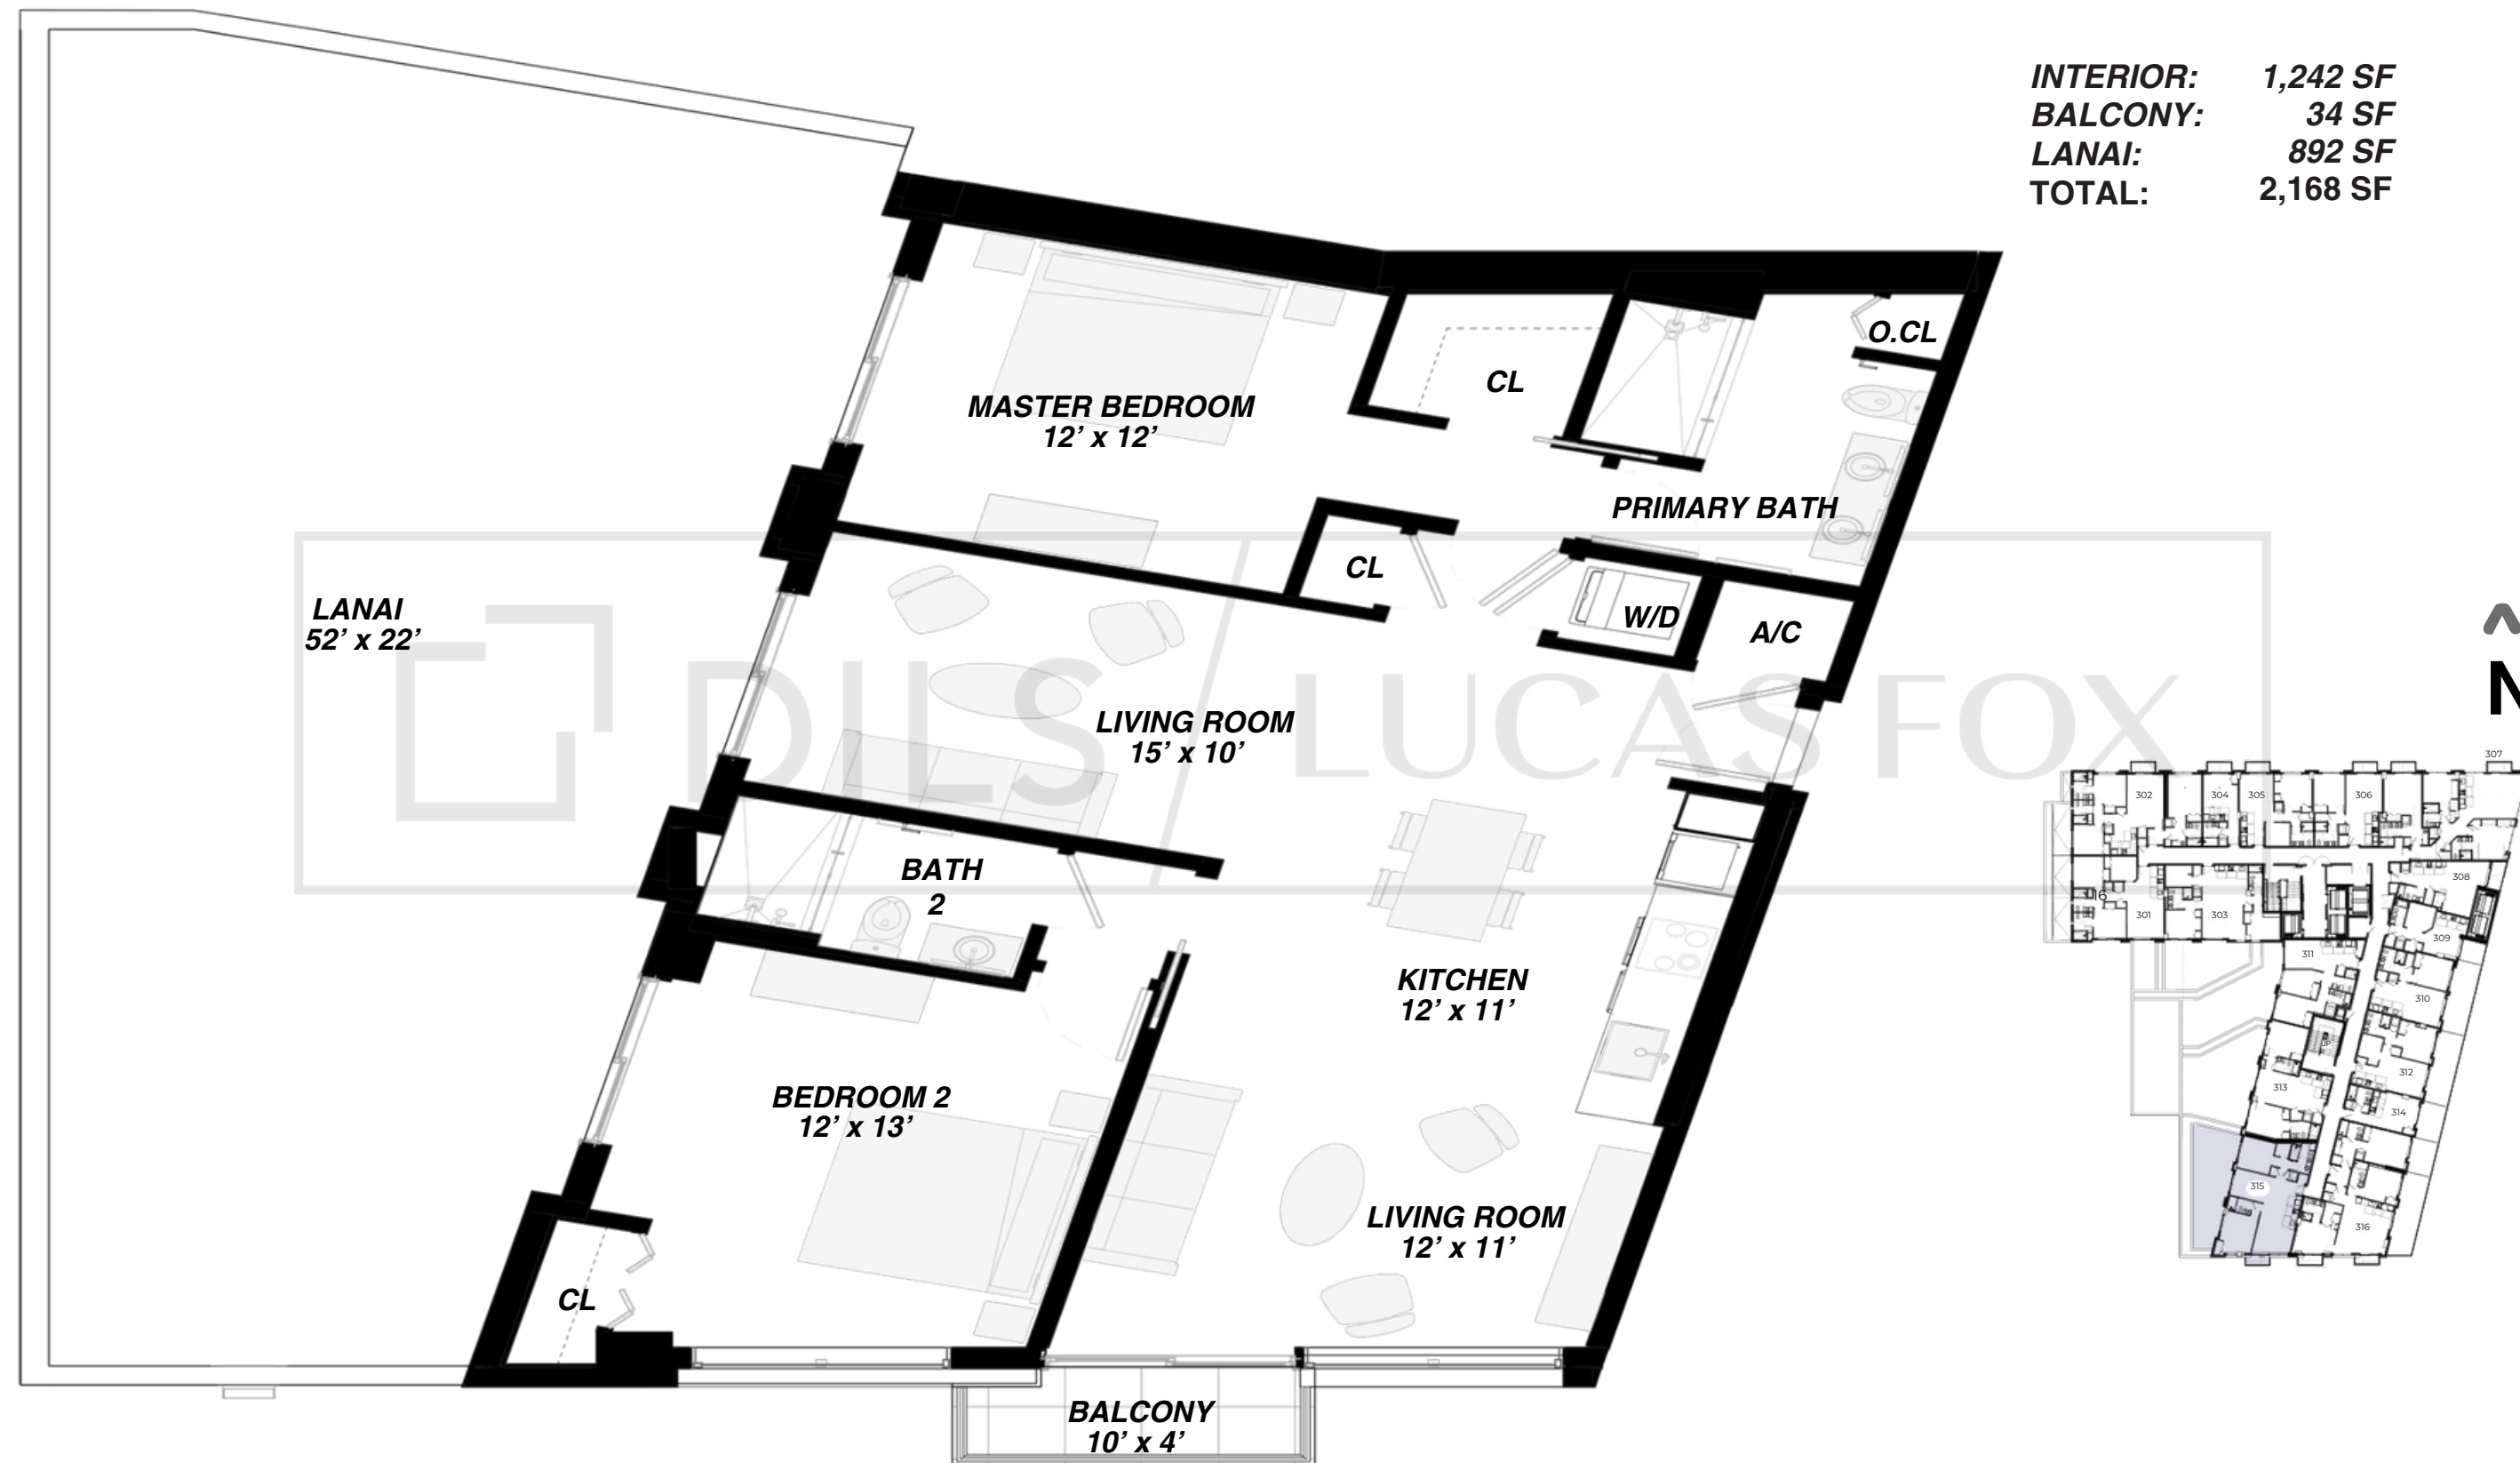 INTERIOR: 1,242 SF
BALCONY: 34 SF
LANAI: 892 SF
TOTAL: 2,168 SF
O.CL
CL
MASTER BEDROOM
12’ x 12’
PRIMARY BATH
CL
LANAI
52’ x 22’
W/D
A/C
LIVING ROOM
15’ x 10’
DILS
LUCAS FOX
N
BATH
2
KITCHEN
12’ x 11’
BEDROOM 2
12’ x 13’
LIVING ROOM
12’ x 11’
CL
BALCONY
10’ x 4’
307
302
304
305
306
308
16
301
303
309
311
310
312
313
314
315
316